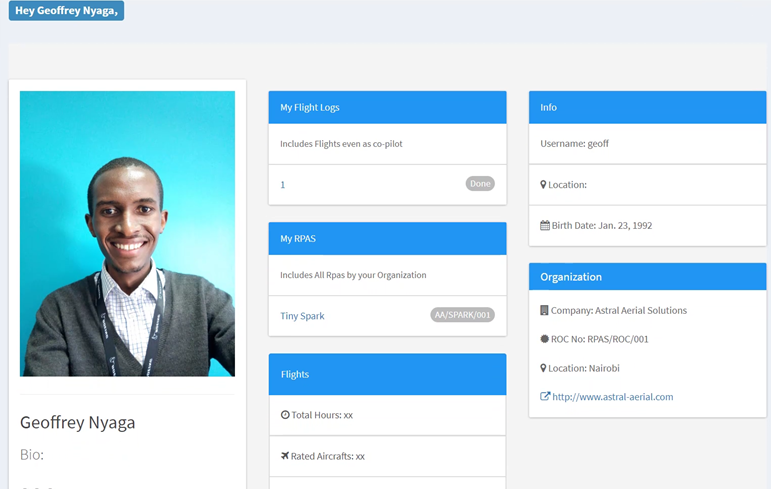 Hey Geoffrey Nyaga,
Geoffrey Nyaga
Bio:
My Flight Logs
Includes Flights even as co-pilot
1 Done
My RPAS
Includes All Rpas by your Organization
Tiny Spark AA/SPARK/001
Flights
Total Hours: xx
Rated Aircrafts: xx
Info
Username: geoff
Location:
Birth Date: Jan. 23, 1992
Organization
Company: Astral Aerial Solutions
ROC No: RPAS/ROC/001
Location: Nairobi
http://www.astral-aerial.com